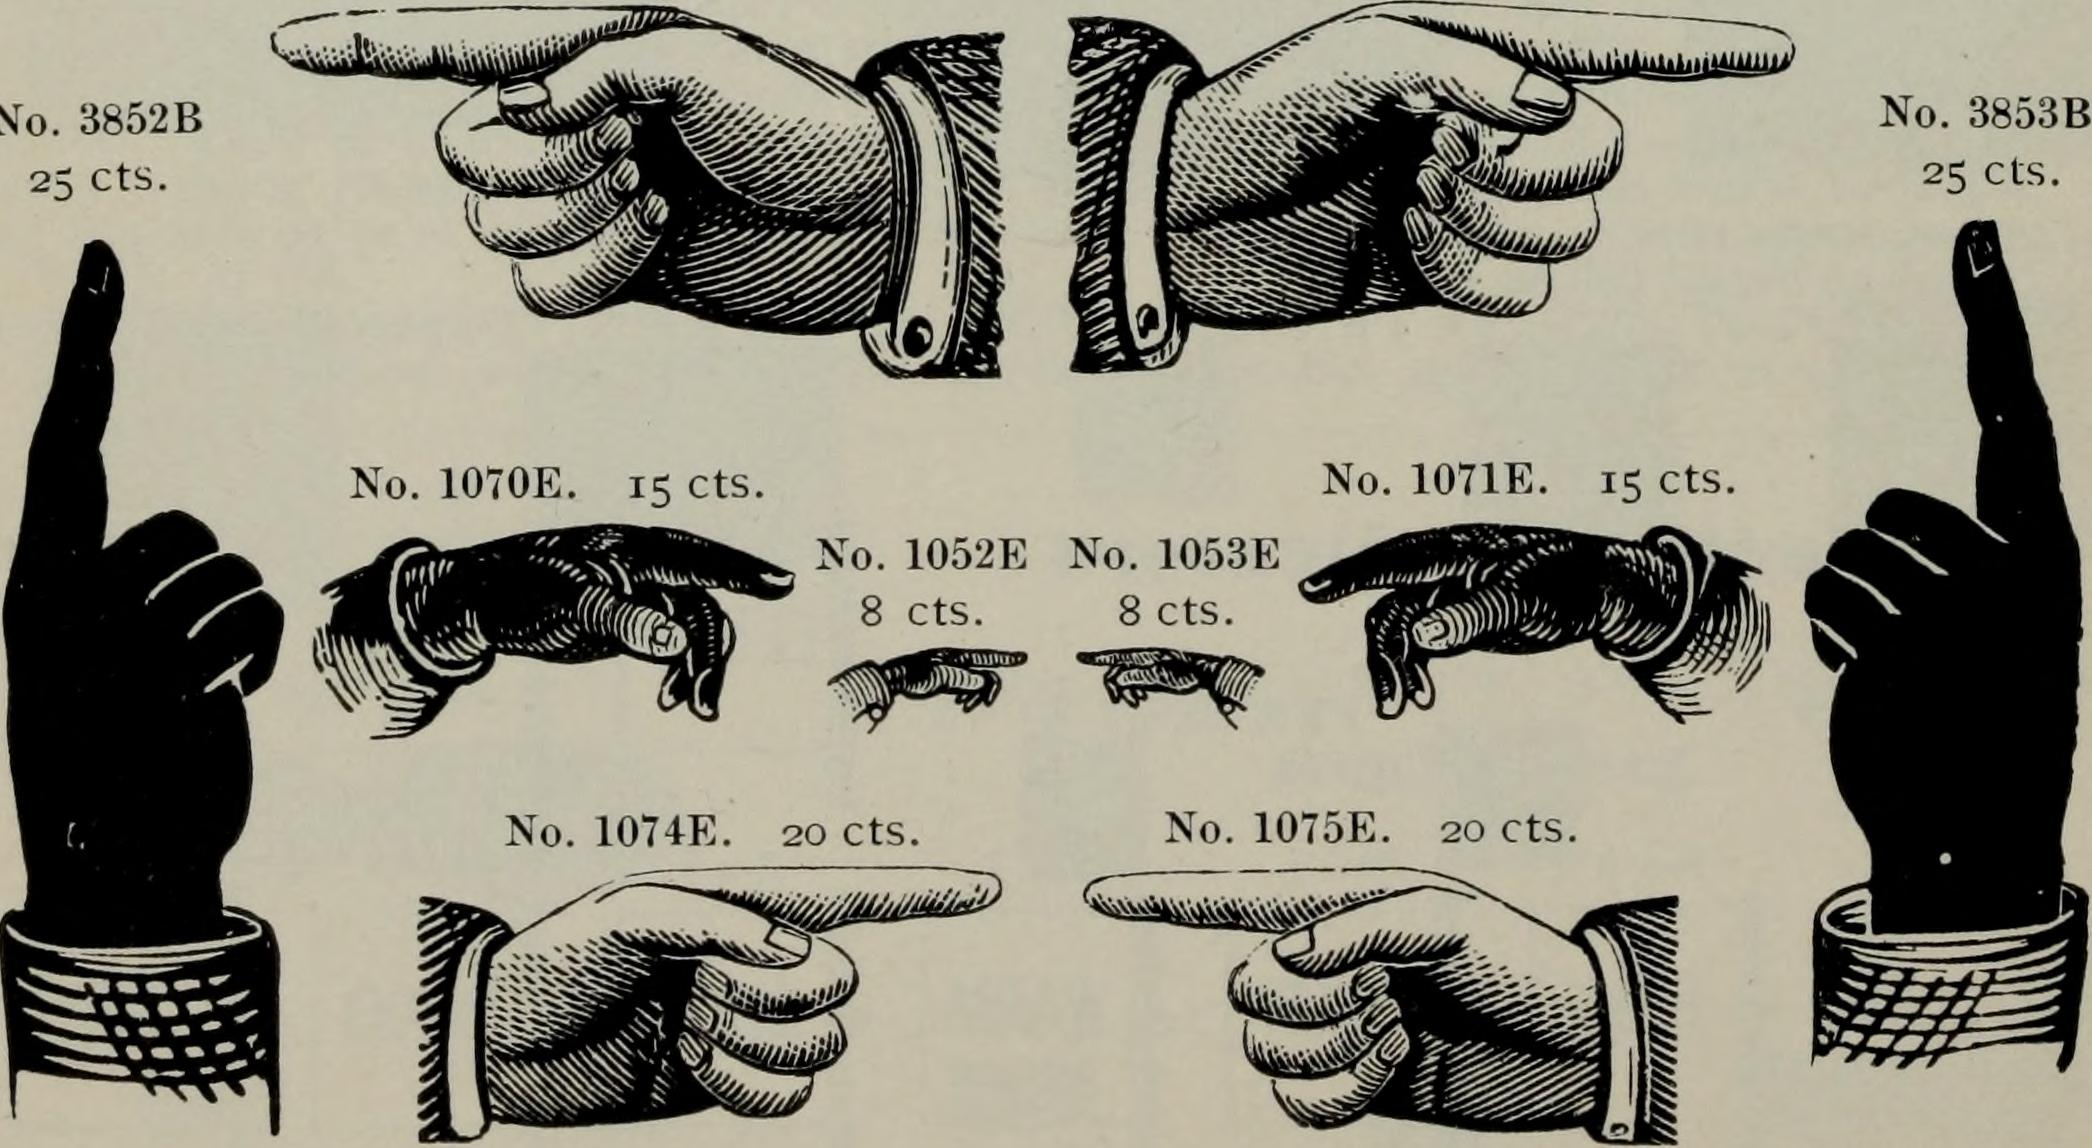 No. 3852B
25 cts.
No. 3853B
25 cts.
No. 1070E. 15 cts.
No. 1071E. 15 cts.
No. 1052E
8 cts.
No. 1053E
8 cts.
No. 1074E. 20 cts.
No. 1075E. 20 cts.